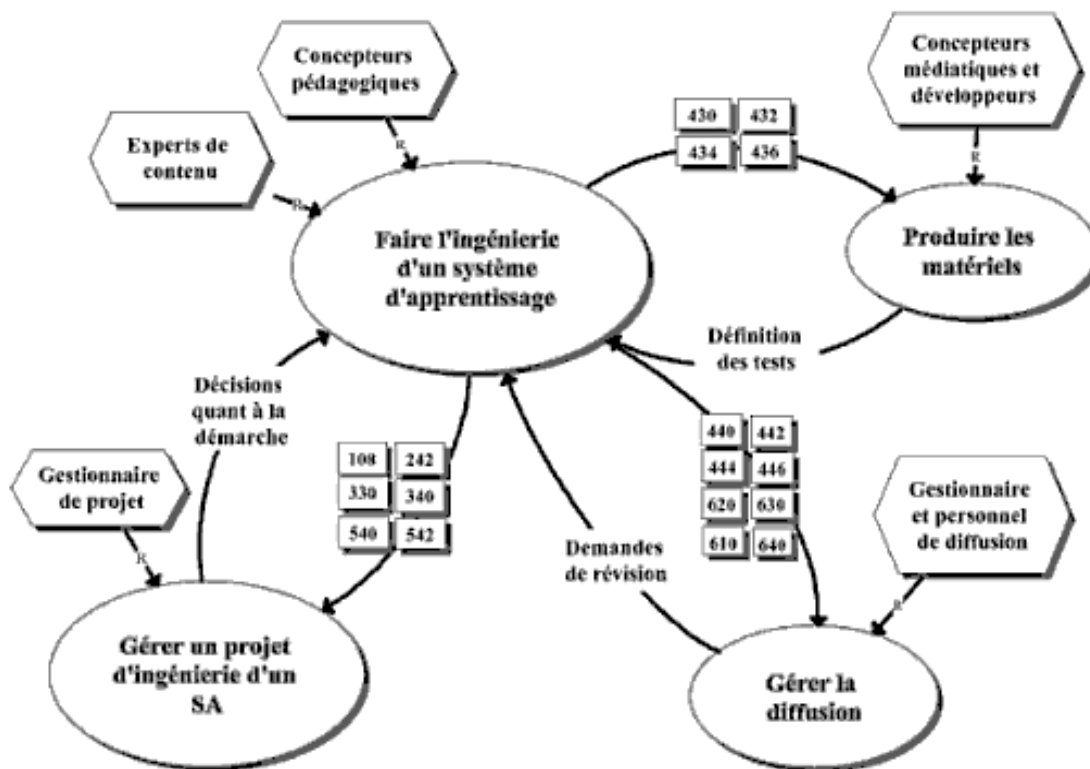 Concepteurs
pédagogiques
Concepteurs
médiatiques et
développeurs
Experts de
contenu
R
R
R
430 432
434 436
Faire l'ingénierie
d'un système
d'apprentissage
Produire les
matériels
Définition
des tests
Décisions
quant à la
démarche
Gestionnaire
de projet
R
108 242
330 340
540 542
440 442
444 446
620 630
610 640
Demandes
de révision
Gestionnaire
et personnel
de diffusion
R
Gérer un projet
d'ingénierie d'un
SA
Gérer la
diffusion